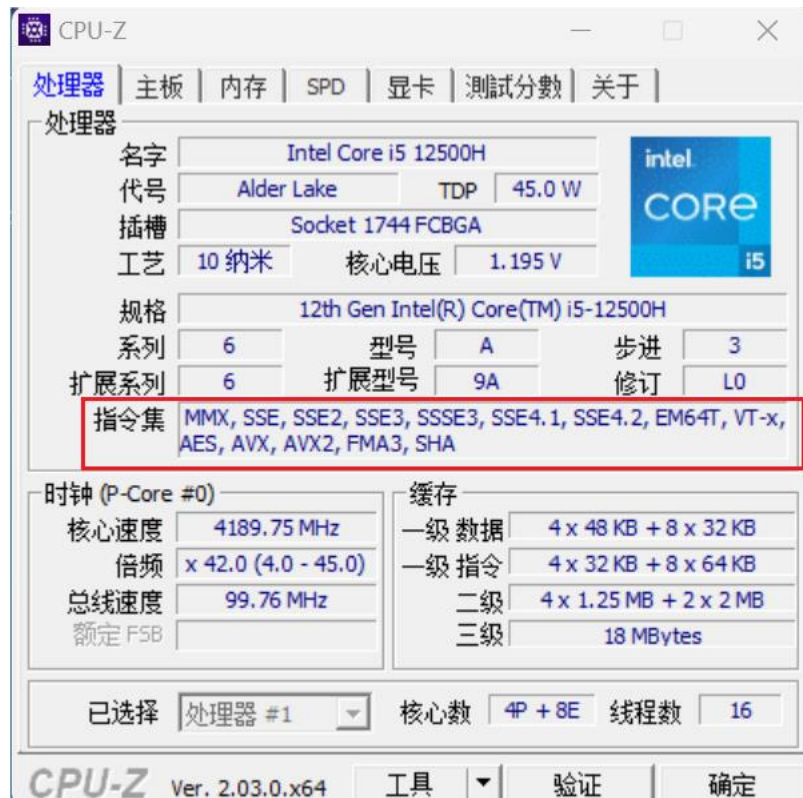 CPU-Z
处理器 主板 内存 SPD 显卡 測試分數 关于
处理器
名字 Intel Core i5 12500H
代号 Alder Lake TDP 45.0 W
插槽 Socket 1744 FCBGA
工艺 10 纳米 核心电压 1.195 V
intel
CORE
i5
规格 12th Gen Intel(R) Core(TM) i5-12500H
系列 6 型号 A 步进 3
扩展系列 6 扩展型号 9A 修订 L0
指令集 MMX, SSE, SSE2, SSE3, SSSE3, SSE4.1, SSE4.2, EM64T, VT-x,
AES, AVX, AVX2, FMA3, SHA
时钟 (P-Core #0)
核心速度 4189.75 MHz
倍频 x 42.0 (4.0 - 45.0)
总线速度 99.76 MHz
额定 FSB
缓存
一级 数据 4 x 48 KB + 8 x 32 KB
一级 指令 4 x 32 KB + 8 x 64 KB
二级 4 x 1.25 MB + 2 x 2 MB
三级 18 MBytes
已选择 处理器 #1 核心数 4P + 8E 线程数 16
CPU-Z Ver. 2.03.0.x64 工具 验证 确定